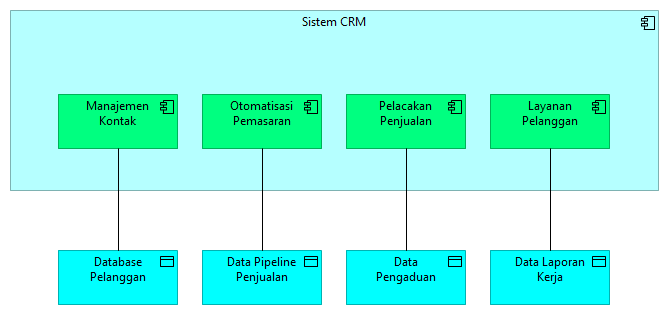 Sistem CRM
Manajemen
Kontak
Otomatisasi
Pemasaran
Pelacakan
Penjualan
Layanan
Pelanggan
Database
Pelanggan
Data Pipeline
Penjualan
Data
Pengaduan
Data Laporan
Kerja